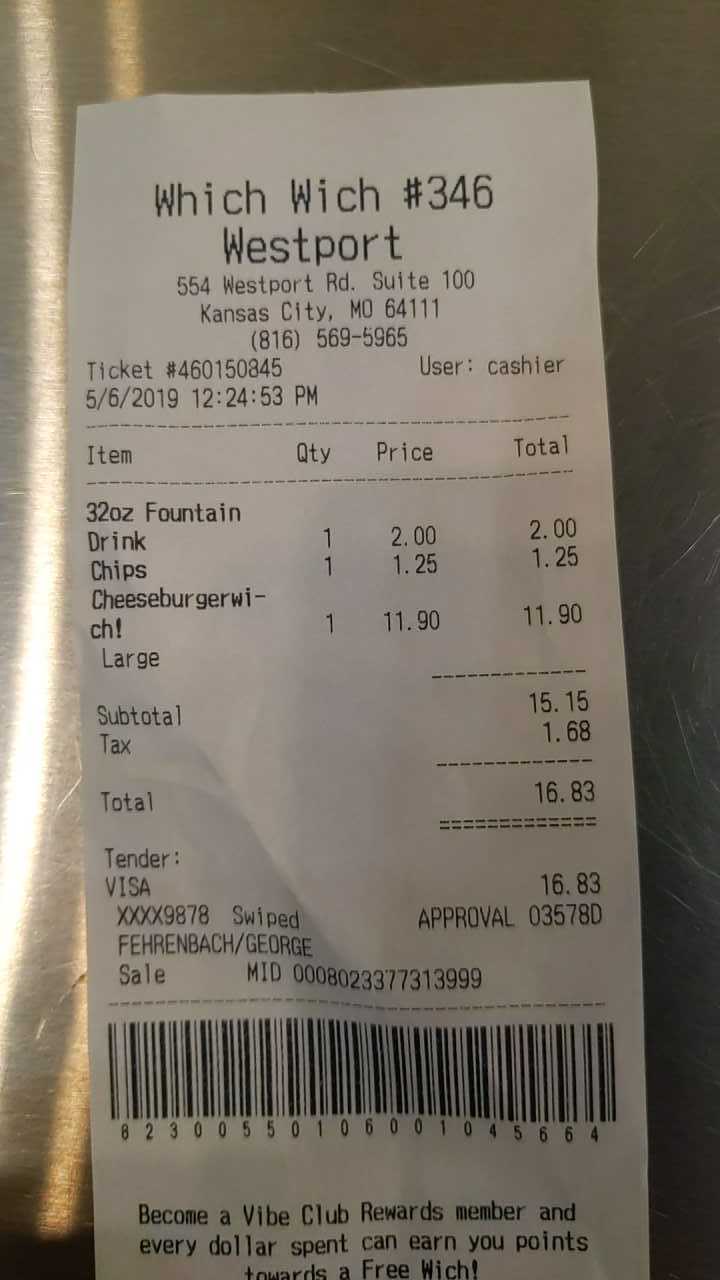 Which Wich #346
Westport
554 Westport Rd. Suite 100
Kansas City, MO 64111
(816) 569-5965
Ticket #460150845 User: cashier
5/6/2019 12:24:53 PM
Item Qty Price Total
32oz Fountain
Drink 1 2.00 2.00
Chips 1 1.25 1.25
Cheeseburgerwi-
ch! 1 11.90 11.90
Large
Subtotal 15.15
Tax 1.68
Total 16.83
Tender:
VISA 16.83
XXXX9878 Swiped APPROVAL 03578D
FEHRENBACH/GEORGE
Sale MID 0008023377313999
8 2 3 0 0 5 5 0 1 0 6 0 0 1 0 4 5 6 6 4
Become a Vibe Club Rewards member and
every dollar spent can earn you points
towards a Free Wich!